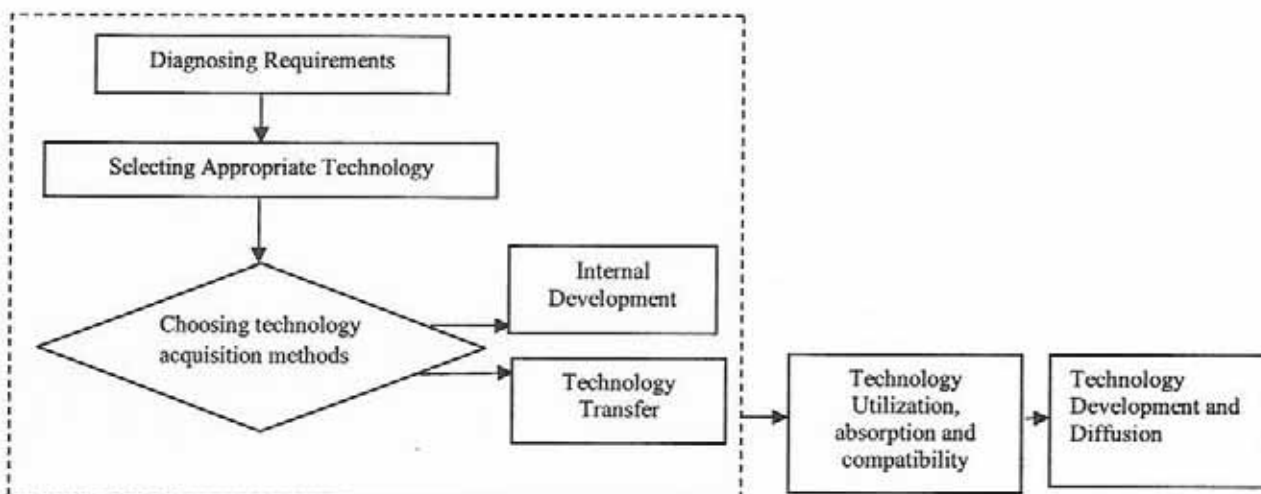 Diagnosing Requirements
Selecting Appropriate Technology
Choosing technology
acquisition methods
Internal
Development
Technology
Transfer
Technology
Utilization,
absorption and
compatibility
Technology
Development and
Diffusion